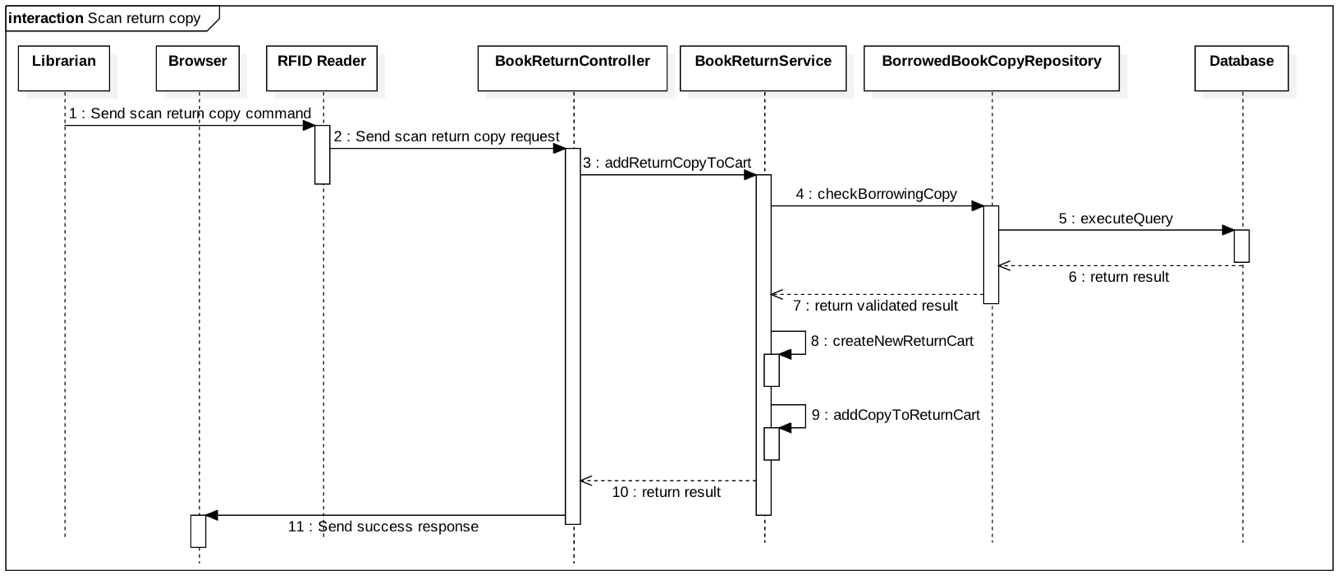 interaction Scan return copy
Librarian
Browser
RFID Reader
BookReturnController
BookReturnService
BorrowedBookCopyRepository
Database
1 : Send scan return copy command
2 : Send scan return copy request
3 : addReturnCopyToCart
4 : checkBorrowingCopy
5 : executeQuery
6 : return result
7 : return validated result
8 : createNewReturnCart
9 : addCopyToReturnCart
10 : return result
11 : Send success response